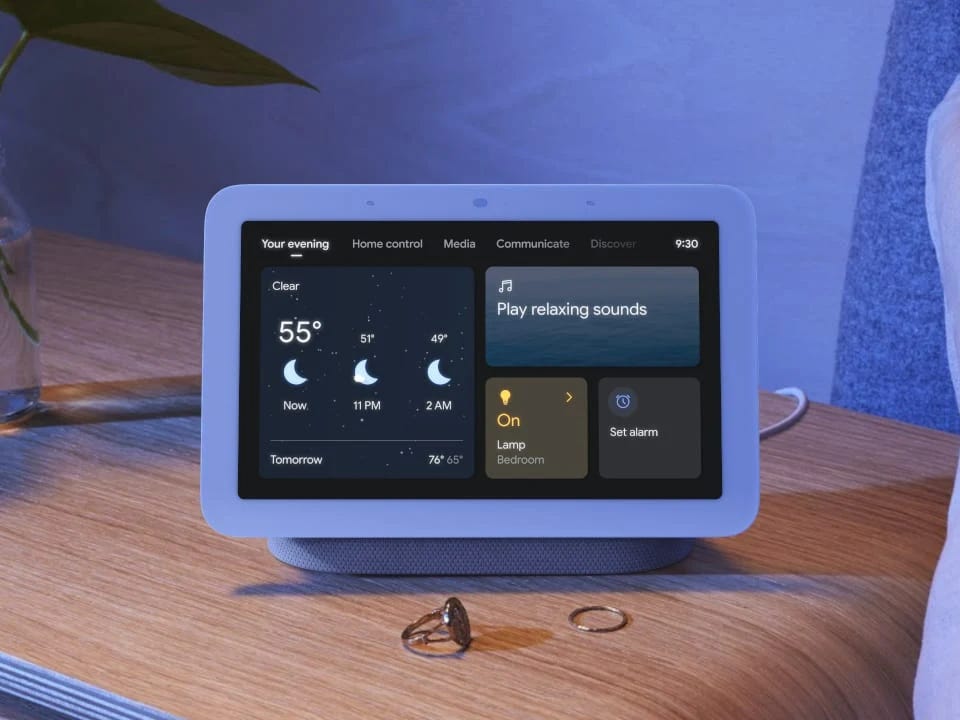 Your evening Home control Media Communicate Discover 9:30
Clear
55° 51° 49°
Now 11 PM 2 AM
Tomorrow 76° 65°
Play relaxing sounds
On
Lamp
Bedroom
Set alarm